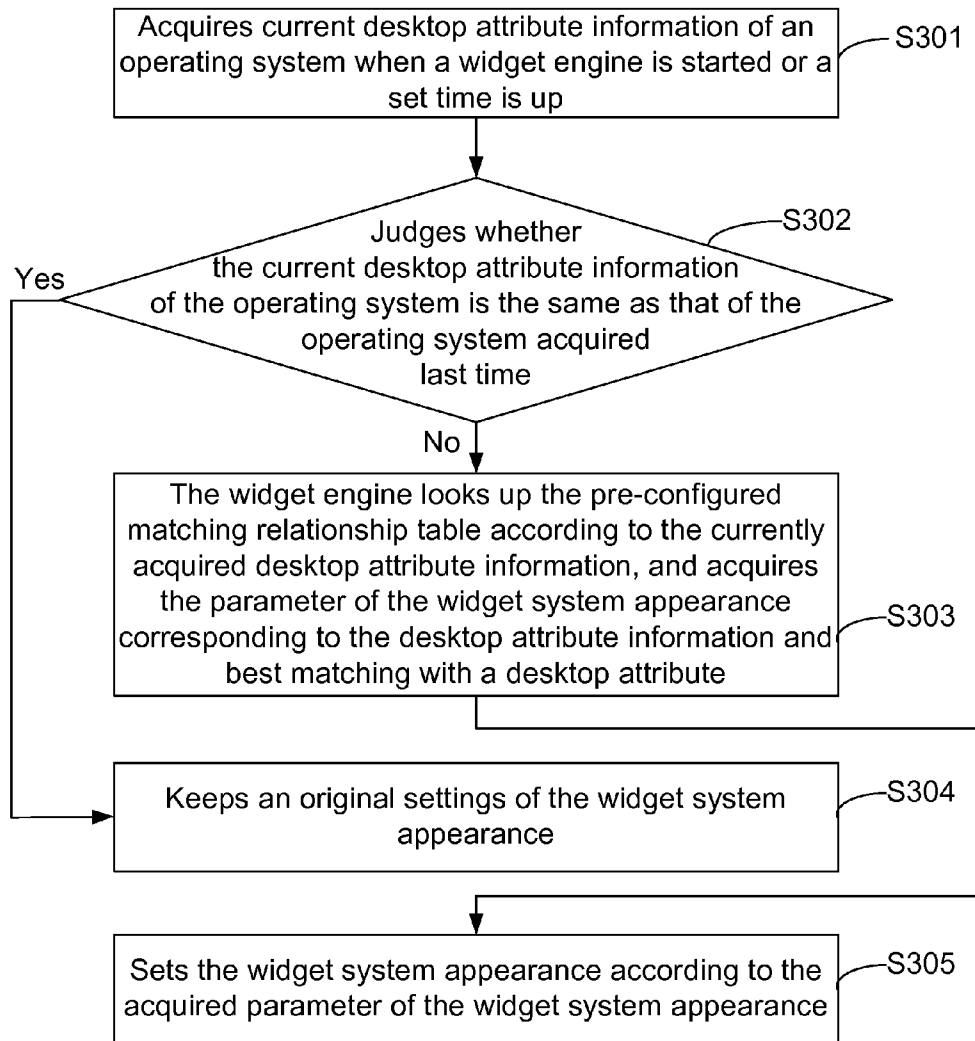 Acquires current desktop attribute information of an
operating system when a widget engine is started or a
set time is up
S301
S302
Judges whether
the current desktop attribute information
of the operating system is the same as that of the
operating system acquired
last time
Yes
No
The widget engine looks up the pre-configured
matching relationship table according to the currently
acquired desktop attribute information, and acquires
the parameter of the widget system appearance
corresponding to the desktop attribute information and
best matching with a desktop attribute
S303
Keeps an original settings of the widget system
appearance
S304
Sets the widget system appearance according to the
acquired parameter of the widget system appearance
S305